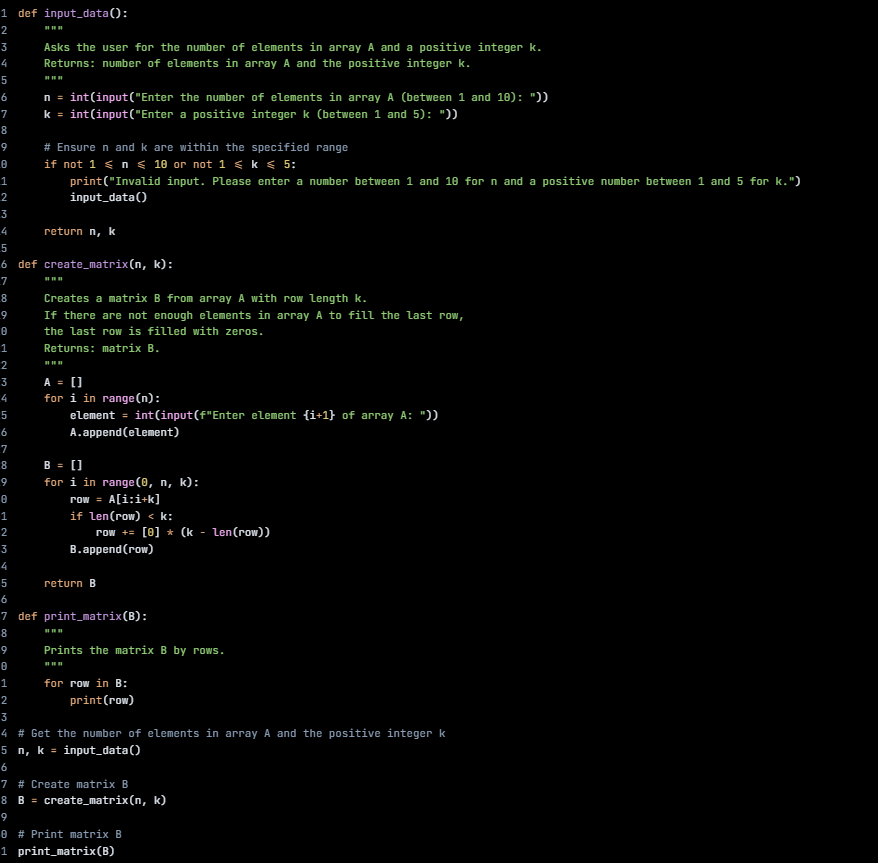 1 def input_data():
2     """
3     Asks the user for the number of elements in array A and a positive integer k.
4     Returns: number of elements in array A and the positive integer k.
5     """
6     n = int(input("Enter the number of elements in array A (between 1 and 10): "))
7     k = int(input("Enter a positive integer k (between 1 and 5): "))
8
9     # Ensure n and k are within the specified range
0     if not 1 ⩽ n ⩽ 10 or not 1 ⩽ k ⩽ 5:
1         print("Invalid input. Please enter a number between 1 and 10 for n and a positive number between 1 and 5 for k.")
2         input_data()
3
4     return n, k
5
6 def create_matrix(n, k):
7     """
8     Creates a matrix B from array A with row length k.
9     If there are not enough elements in array A to fill the last row,
0     the last row is filled with zeros.
1     Returns: matrix B.
2     """
3     A = []
4     for i in range(n):
5         element = int(input(f"Enter element {i+1} of array A: "))
6         A.append(element)
7
8     B = []
9     for i in range(0, n, k):
0         row = A[i:i+k]
1         if len(row) < k:
2             row += [0] * (k - len(row))
3         B.append(row)
4
5     return B
6
7 def print_matrix(B):
8     """
9     Prints the matrix B by rows.
0     """
1     for row in B:
2         print(row)
3
4 # Get the number of elements in array A and the positive integer k
5 n, k = input_data()
6
7 # Create matrix B
8 B = create_matrix(n, k)
9
0 # Print matrix B
1 print_matrix(B)